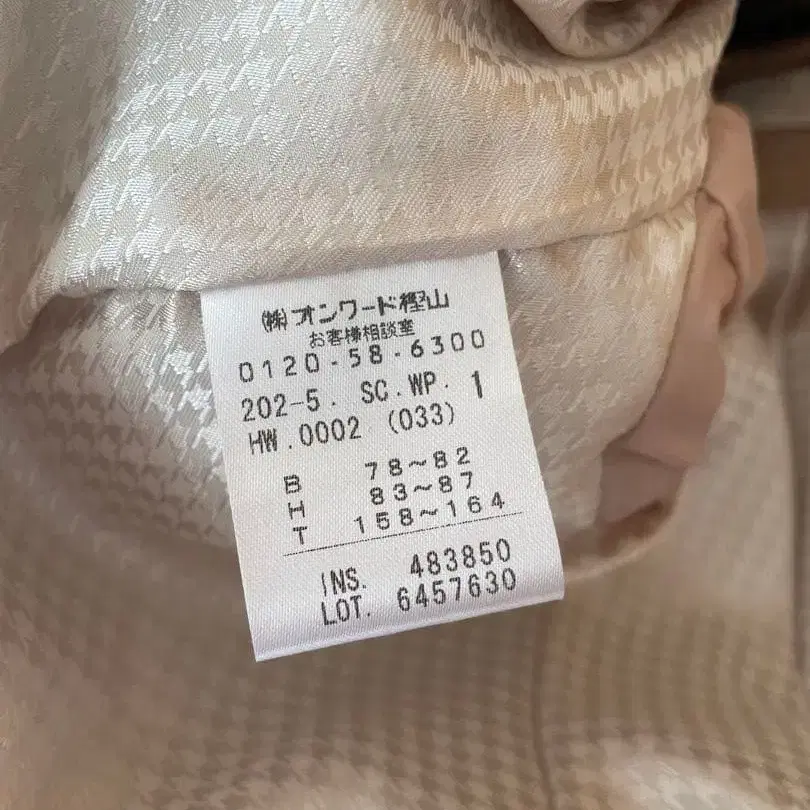 (株)オンワード樫山
お客様相談室
0120-58-6300
202-5. SC.WP. 1
HW.0002 (033)
B 78~82
H 83~87
T 158~164
INS. 483850
LOT. 6457630